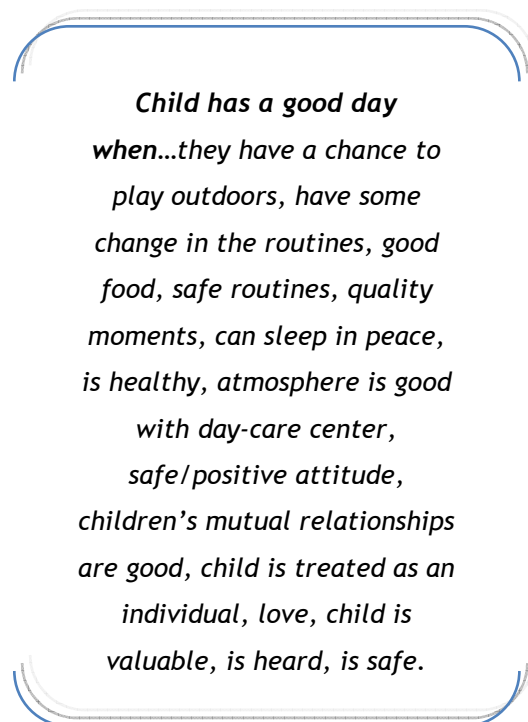 Child has a good day
when…they have a chance to
play outdoors, have some
change in the routines, good
food, safe routines, quality
moments, can sleep in peace,
is healthy, atmosphere is good
with day-care center,
safe/positive attitude,
children’s mutual relationships
are good, child is treated as an
individual, love, child is
valuable, is heard, is safe.